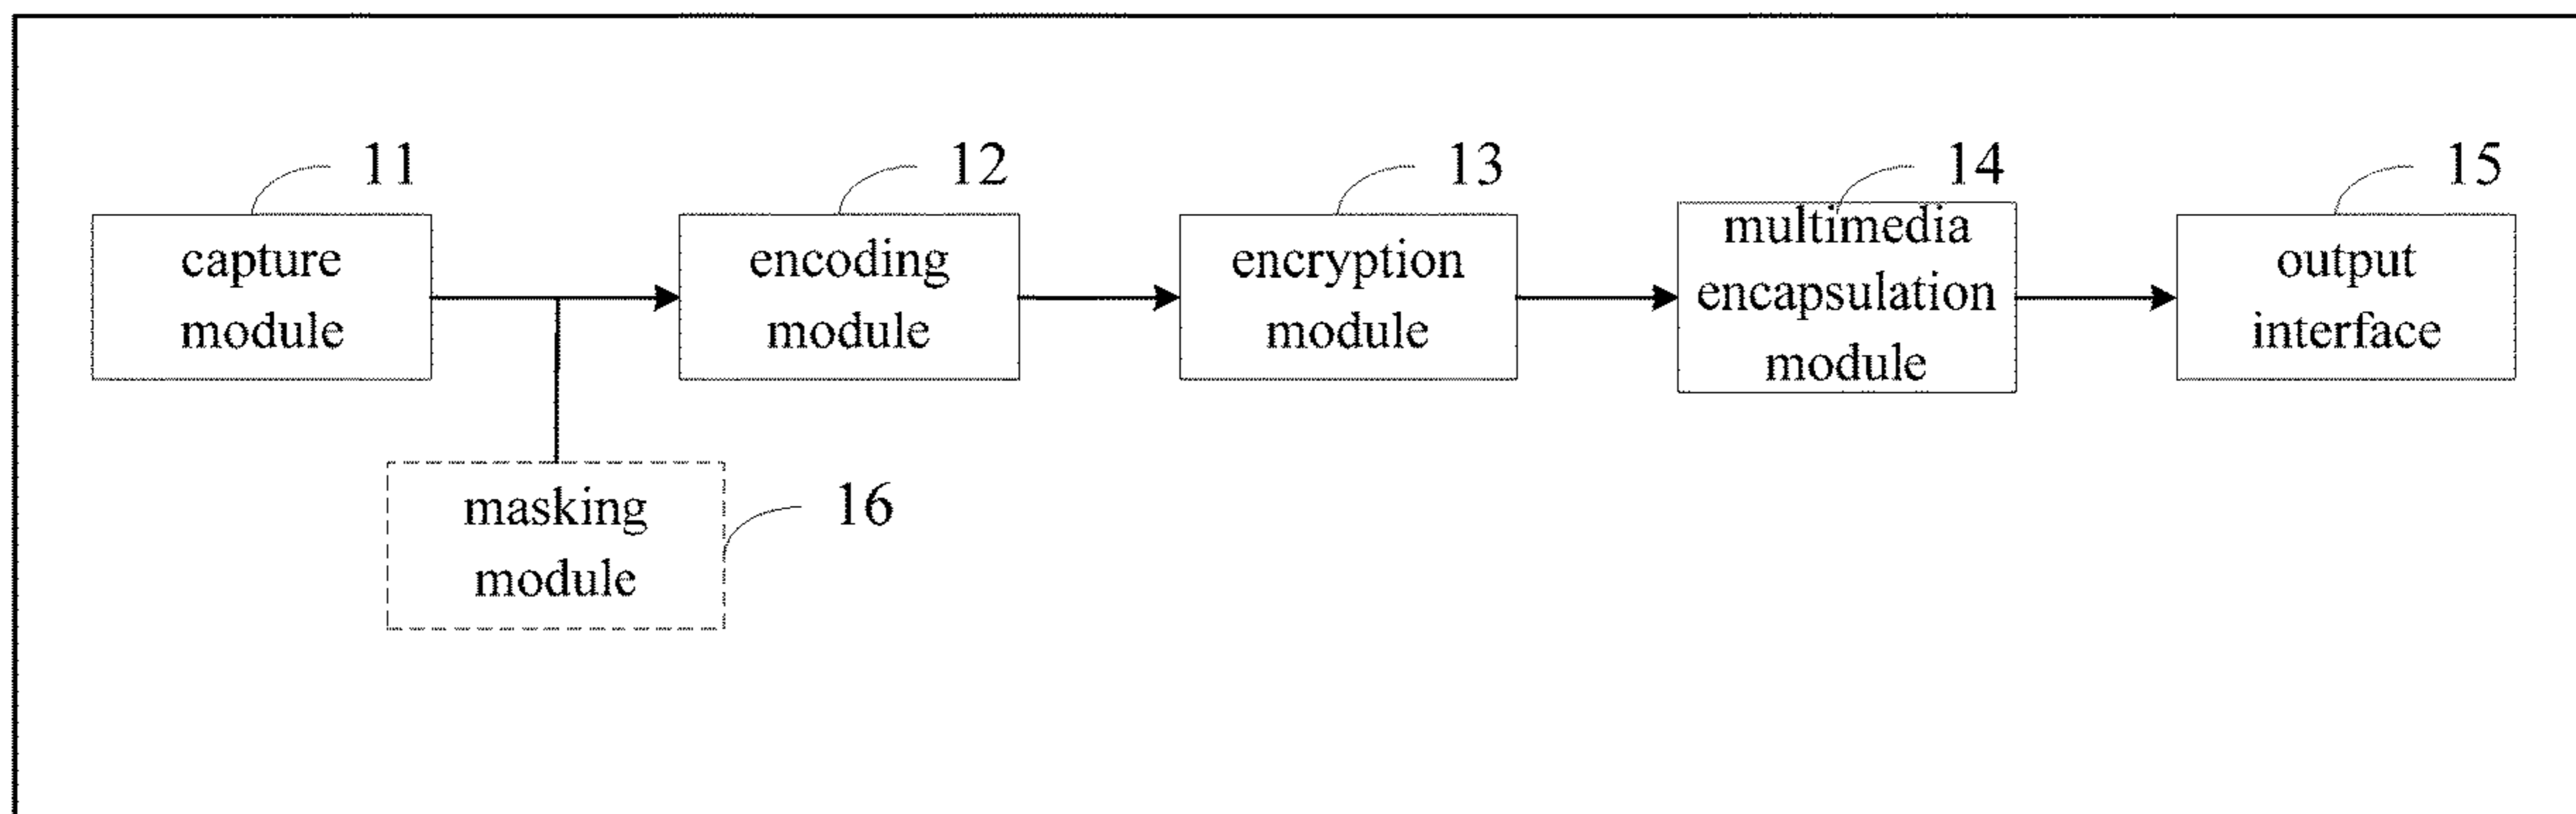 11
12
13
14
15
capture
module
encoding
module
encryption
module
multimedia
encapsulation
module
output
interface
masking
module
16